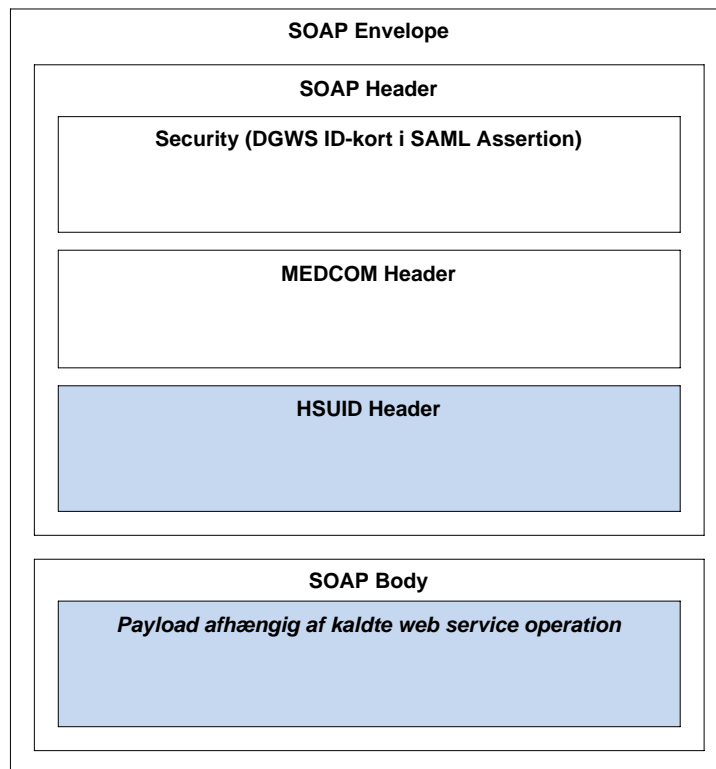 SOAP Envelope
SOAP Header
Security (DGWS ID-kort i SAML Assertion)
MEDCOM Header
HSUID Header
SOAP Body
Payload afhængig af kaldte web service operation